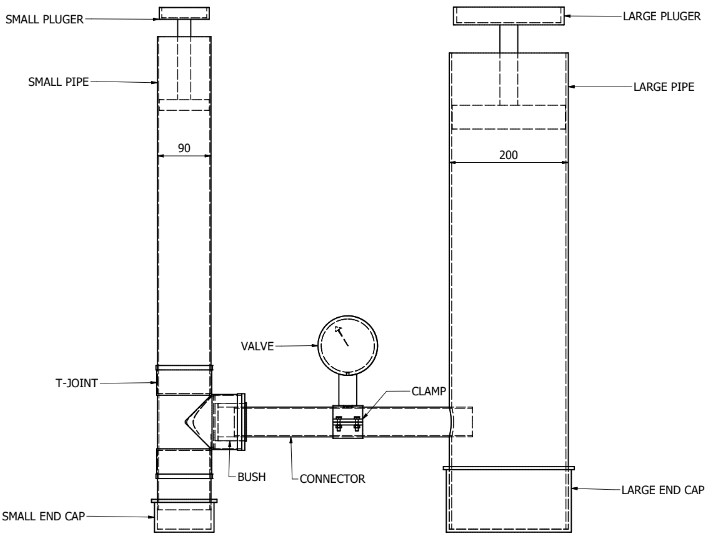 SMALL PLUGER
LARGE PLUGER
SMALL PIPE
LARGE PIPE
90
200
VALVE
T-JOINT
CLAMP
BUSH
CONNECTOR
SMALL END CAP
LARGE END CAP